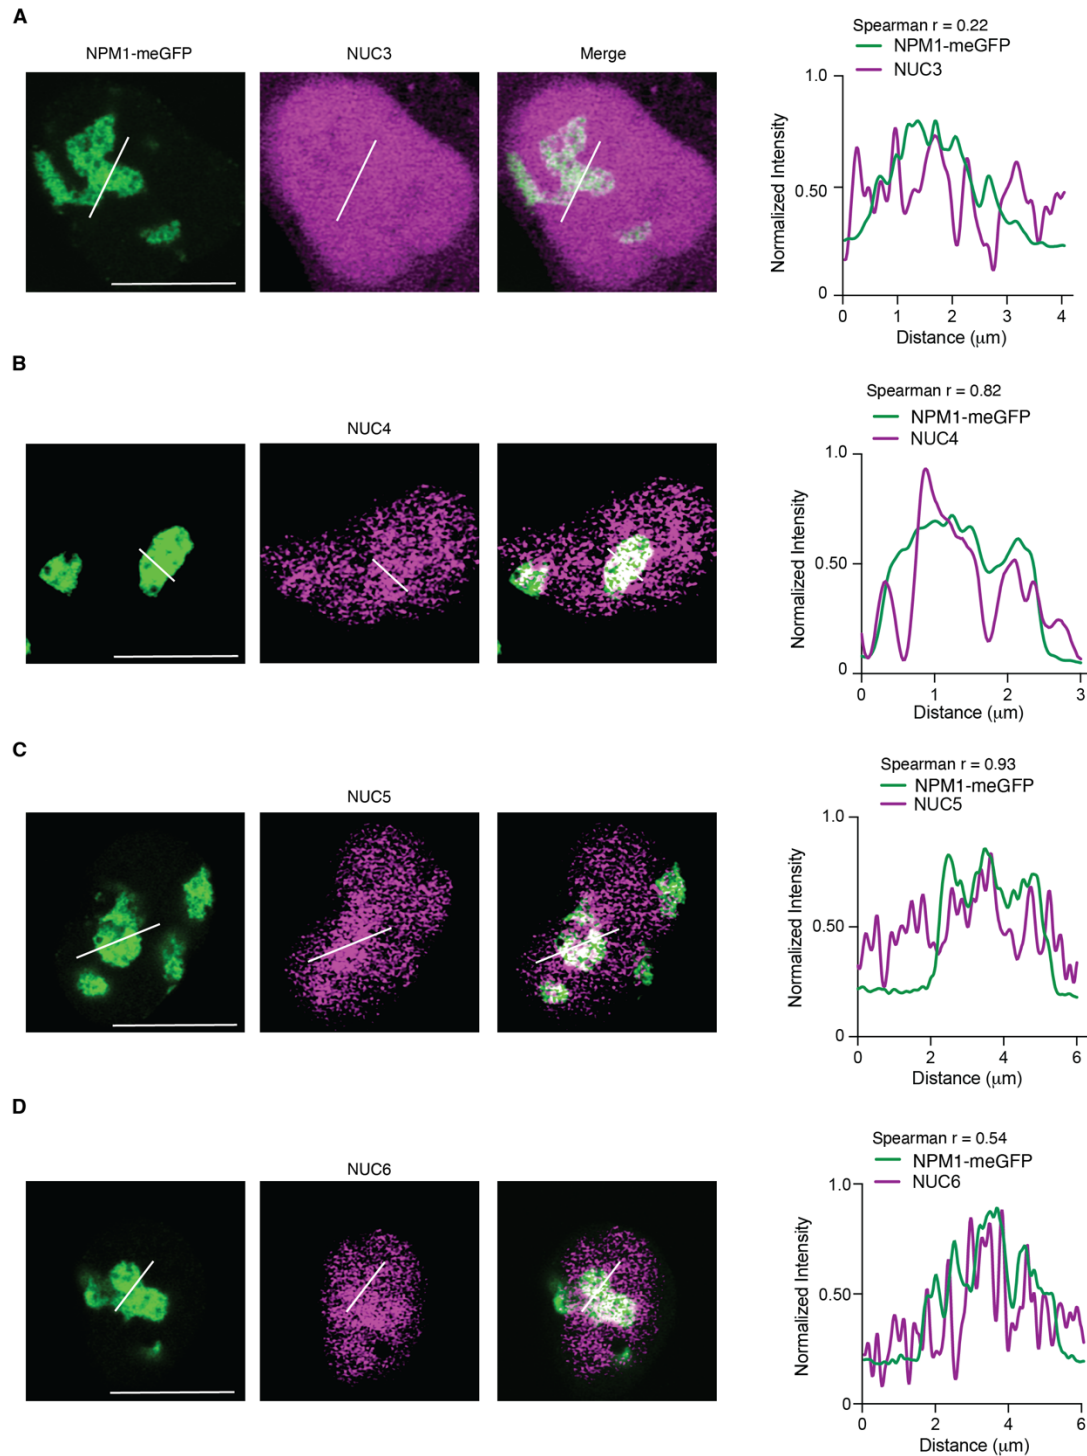 A
NPM1-meGFP
NUC3
Merge
Spearman r = 0.22
NPM1-meGFP
NUC3
1.0
0.50
0
Normalized Intensity
0 1 2 3 4
Distance (μm)
B
NUC4
Spearman r = 0.82
NPM1-meGFP
NUC4
1.0
0.50
0
Normalized Intensity
0 1 2 3
Distance (μm)
C
NUC5
Spearman r = 0.93
NPM1-meGFP
NUC5
1.0
0.50
0
Normalized Intensity
0 2 4 6
Distance (μm)
D
NUC6
Spearman r = 0.54
NPM1-meGFP
NUC6
1.0
0.50
0
Normalized Intensity
0 2 4 6
Distance (μm)